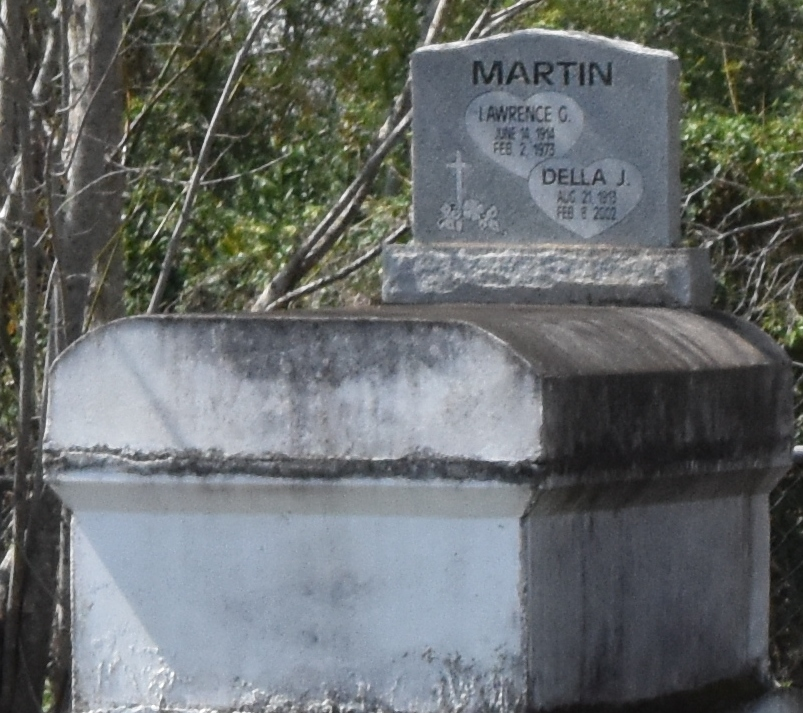 MARTIN
LAWRENCE G.
JUNE 14, 1914
FEB. 2, 1973
DELLA J.
AUG. 21, 1913
FEB. 8, 2002